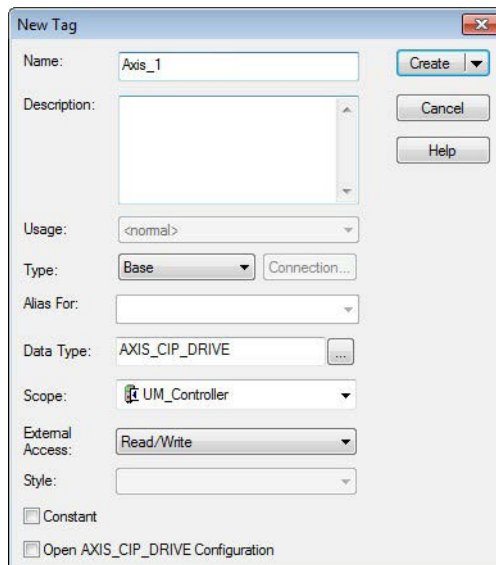 New Tag
Name: Axis_1 Create
Description: Cancel
Help
Usage: <normal>
Type: Base Connection...
Alias For:
Data Type: AXIS_CIP_DRIVE ...
Scope: UM_Controller
External
Access: Read/Write
Style:
Constant
Open AXIS_CIP_DRIVE Configuration